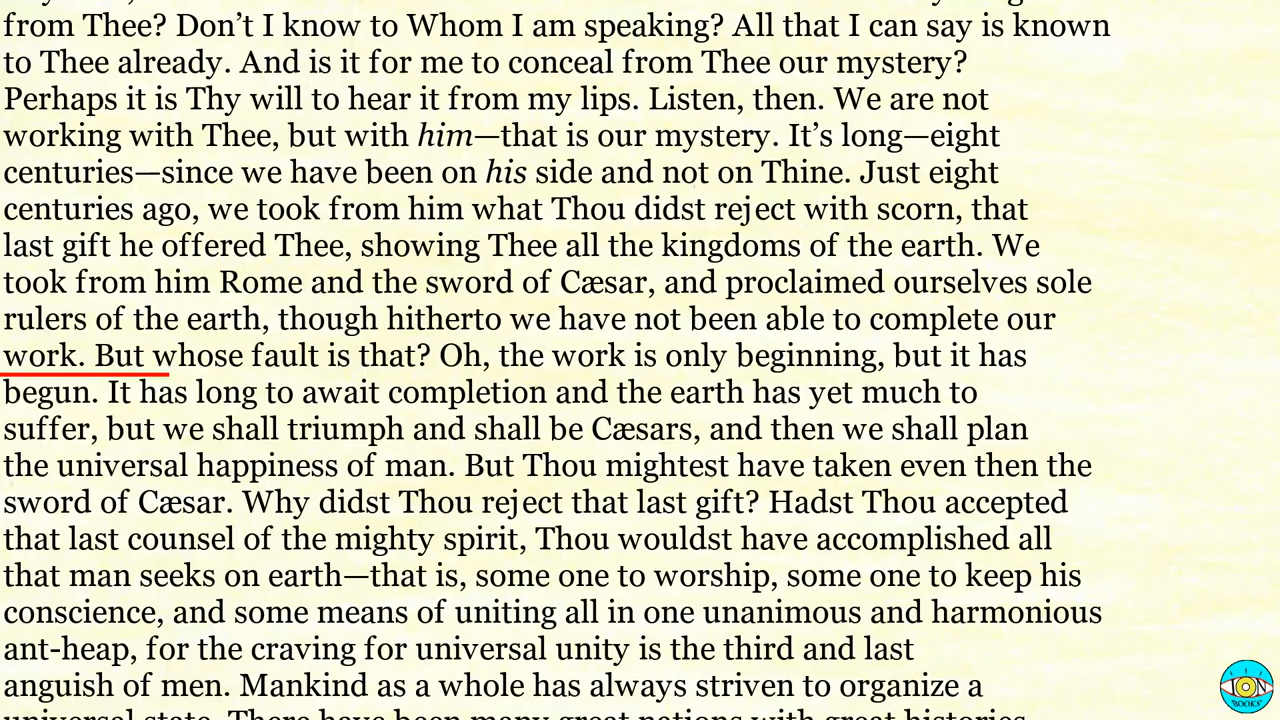 from Thee? Don’t I know to Whom I am speaking? All that I can say is known
to Thee already. And is it for me to conceal from Thee our mystery?
Perhaps it is Thy will to hear it from my lips. Listen, then. We are not
working with Thee, but with him—that is our mystery. It’s long—eight
centuries—since we have been on his side and not on Thine. Just eight
centuries ago, we took from him what Thou didst reject with scorn, that
last gift he offered Thee, showing Thee all the kingdoms of the earth. We
took from him Rome and the sword of Cæsar, and proclaimed ourselves sole
rulers of the earth, though hitherto we have not been able to complete our
work. But whose fault is that? Oh, the work is only beginning, but it has
begun. It has long to await completion and the earth has yet much to
suffer, but we shall triumph and shall be Cæsars, and then we shall plan
the universal happiness of man. But Thou mightest have taken even then the
sword of Cæsar. Why didst Thou reject that last gift? Hadst Thou accepted
that last counsel of the mighty spirit, Thou wouldst have accomplished all
that man seeks on earth—that is, some one to worship, some one to keep his
conscience, and some means of uniting all in one unanimous and harmonious
ant-heap, for the craving for universal unity is the third and last
anguish of men. Mankind as a whole has always striven to organize a
universal state. There have been many great nations with great histories
ION
BOOKS